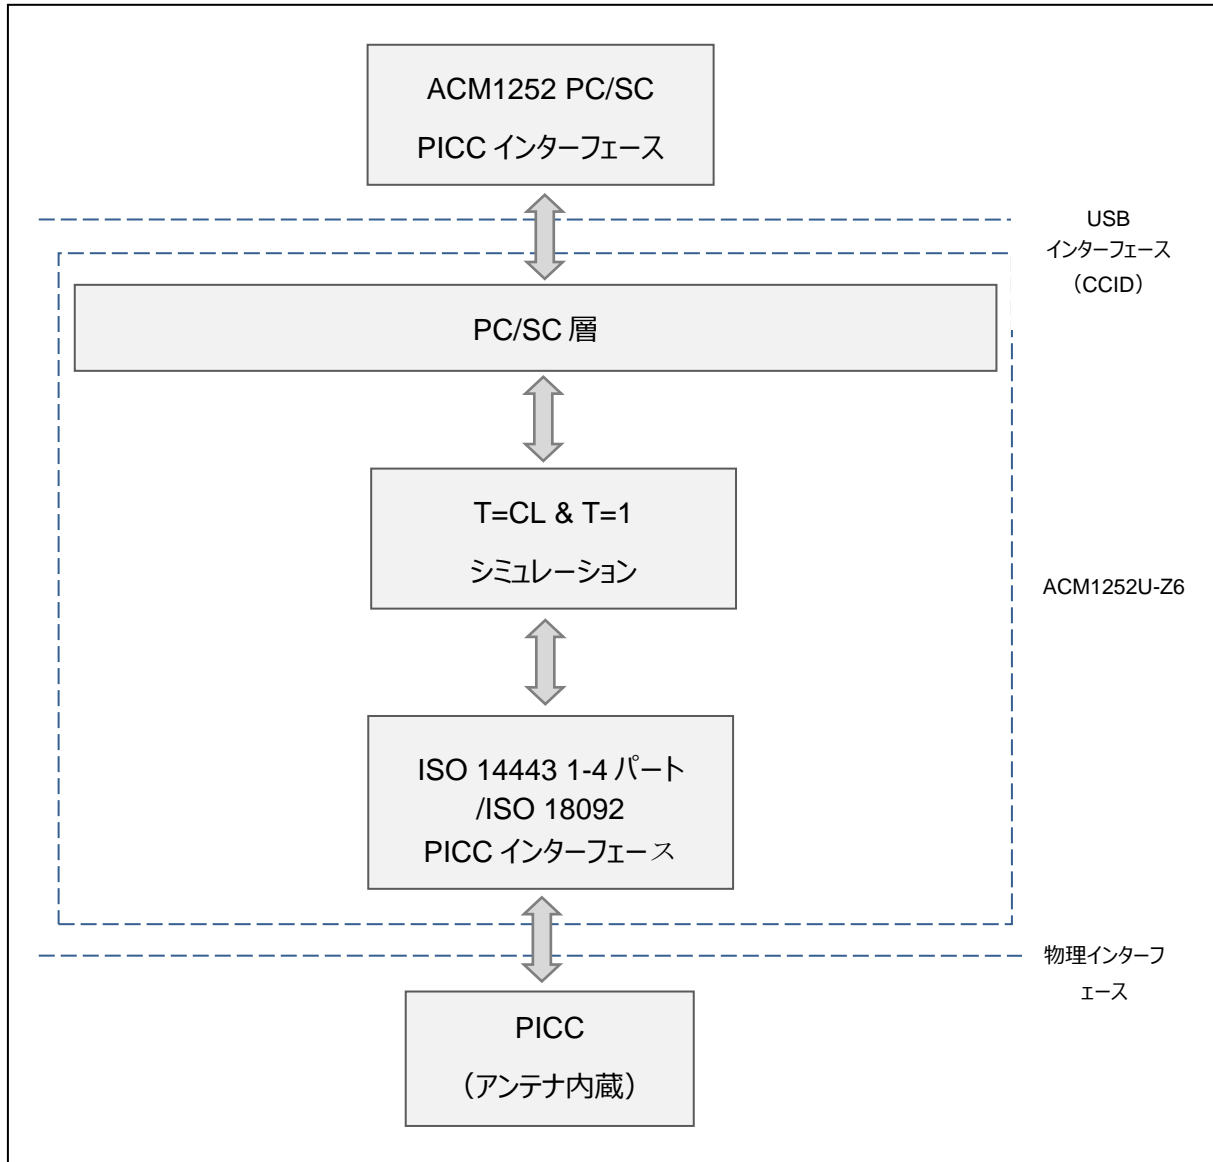 ACM1252 PC/SC
PICC インターフェース
USB
インターフェース
（CCID）
PC/SC 層
T=CL & T=1
シミュレーション
ACM1252U-Z6
ISO 14443 1-4 パート
/ISO 18092
PICC インターフェース
物理インターフ
ェース
PICC
（アンテナ内蔵）